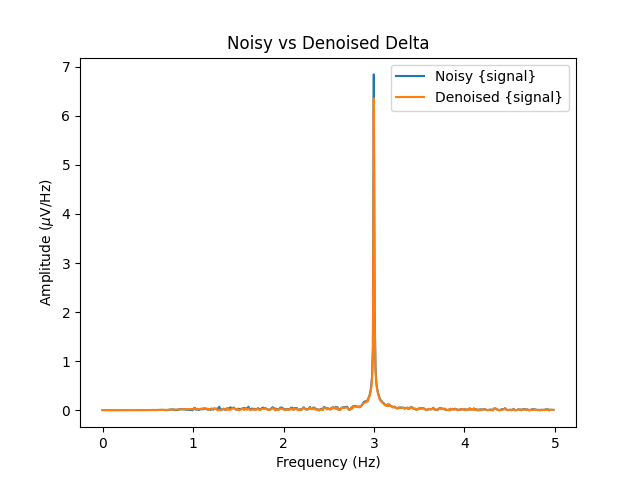 Noisy vs Denoised Delta
Noisy {signal}
Denoised {signal}
Amplitude (μV/Hz)
7
6
5
4
3
2
1
0
0 1 2 3 4 5
Frequency (Hz)